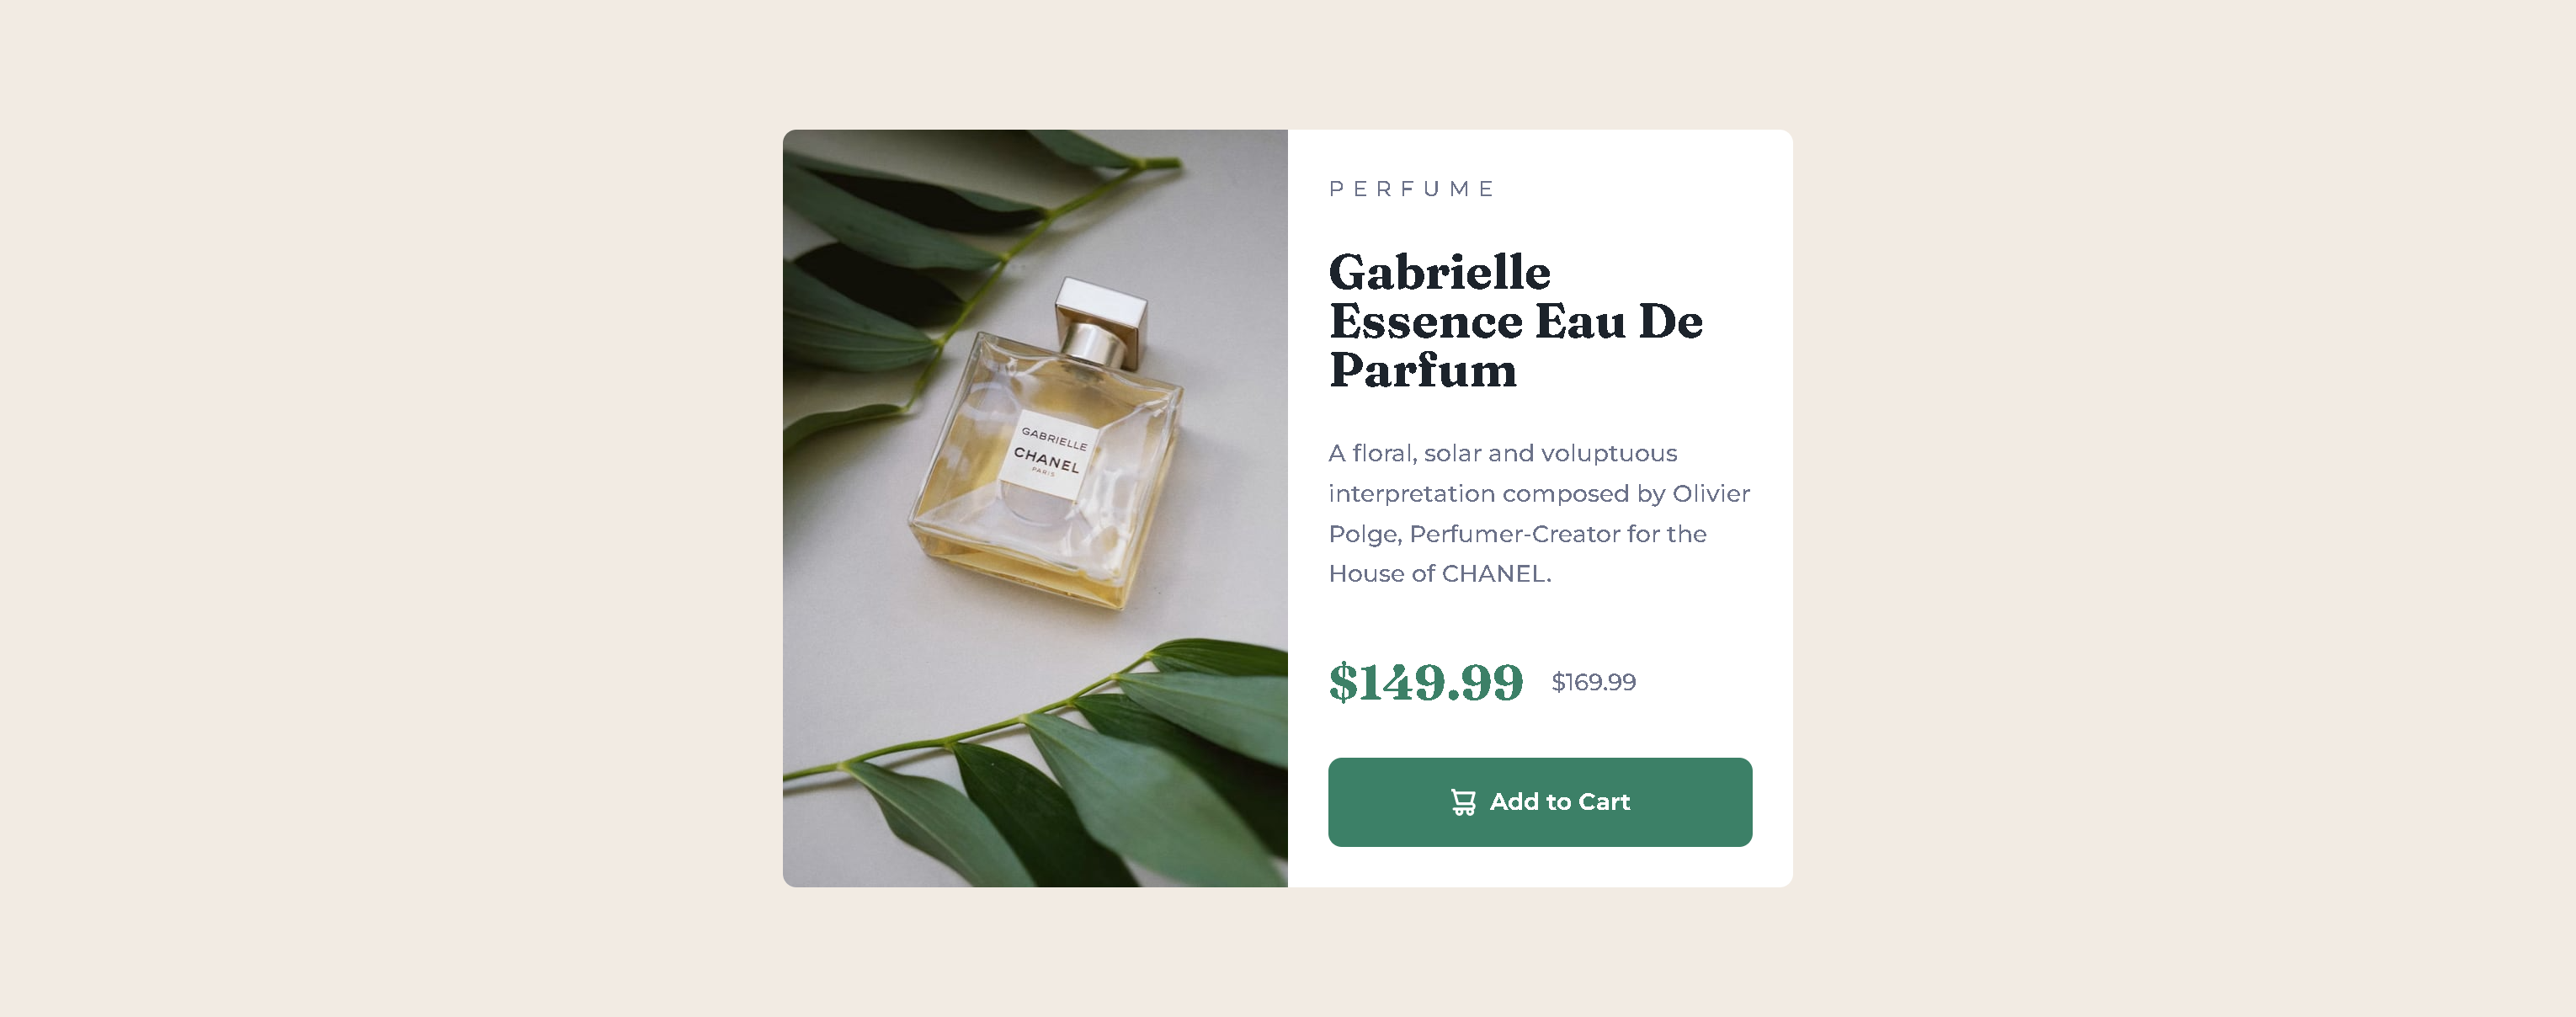 GABRIELLE
CHANEL
PARIS
PERFUME
Gabrielle
Essence Eau De
Parfum
A floral, solar and voluptuous
interpretation composed by Olivier
Polge, Perfumer-Creator for the
House of CHANEL.
$149.99 $169.99
Add to Cart